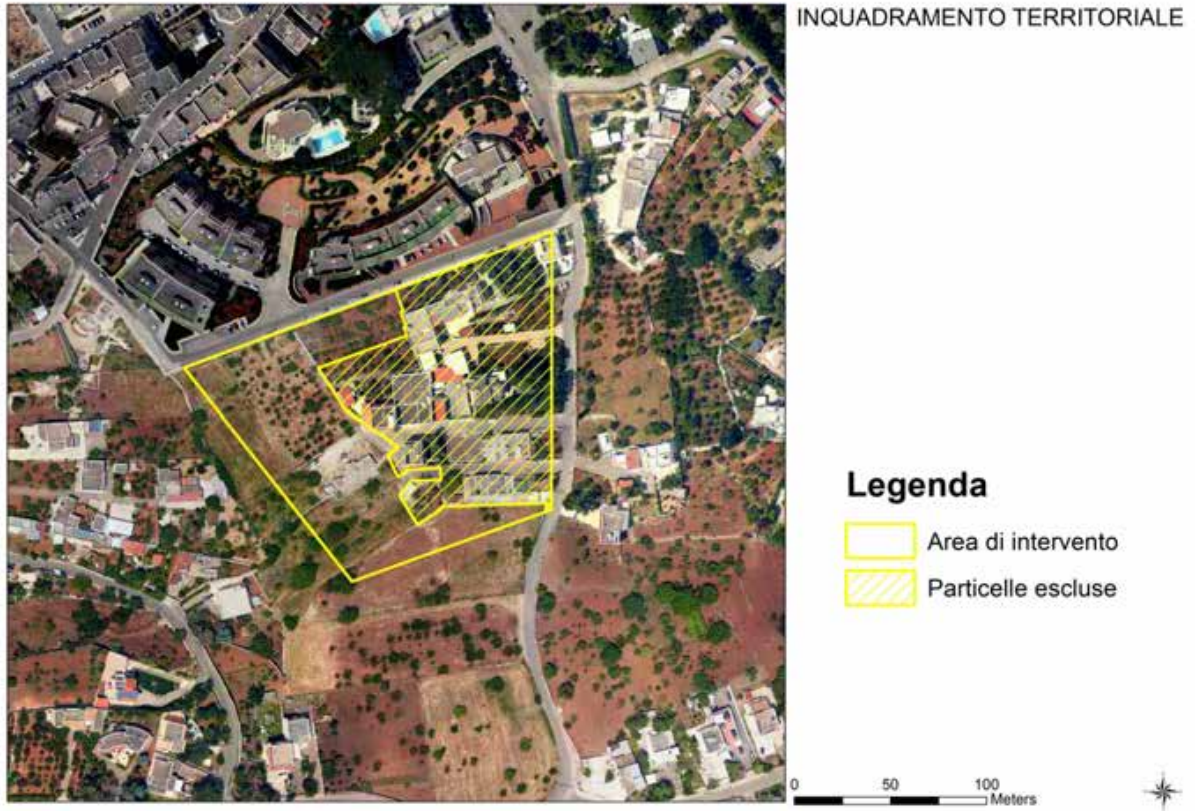 INQUADRAMENTO TERRITORIALE
Legenda
Area di intervento
Particelle escluse
0 50 100
Meters